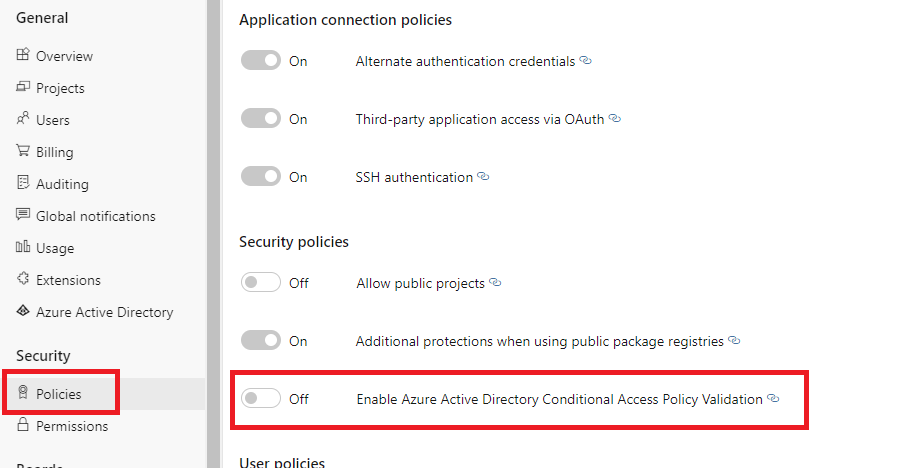 General
Overview
Projects
Users
Billing
Auditing
Global notifications
Usage
Extensions
Azure Active Directory
Security
Policies
Permissions
Boards
Application connection policies
On Alternate authentication credentials
On Third-party application access via OAuth
On SSH authentication
Security policies
Off Allow public projects
On Additional protections when using public package registries
Off Enable Azure Active Directory Conditional Access Policy Validation
User policies